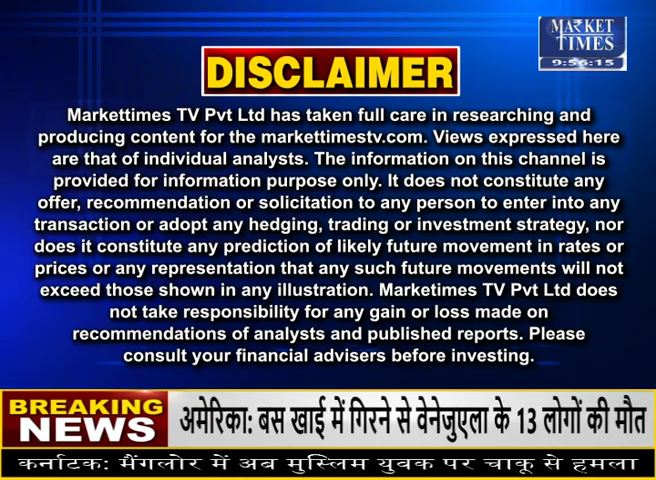 MA₹KET
TIMES
9:56:15
DISCLAIMER
Markettimes TV Pvt Ltd has taken full care in researching and
producing content for the markettimestv.com. Views expressed here
are that of individual analysts. The information on this channel is
provided for information purpose only. It does not constitute any
offer, recommendation or solicitation to any person to enter into any
transaction or adopt any hedging, trading or investment strategy, nor
does it constitute any prediction of likely future movement in rates or
prices or any representation that any such future movements will not
exceed those shown in any illustration. Marketimes TV Pvt Ltd does
not take responsibility for any gain or loss made on
recommendations of analysts and published reports. Please
consult your financial advisers before investing.
BREAKING
NEWS
अमेरिका: बस खाई में गिरने से वेनेजुएला के 13 लोगों की मौत
कर्नाटक: मैंगलोर में अब मुस्लिम युवक पर चाकू से हमला